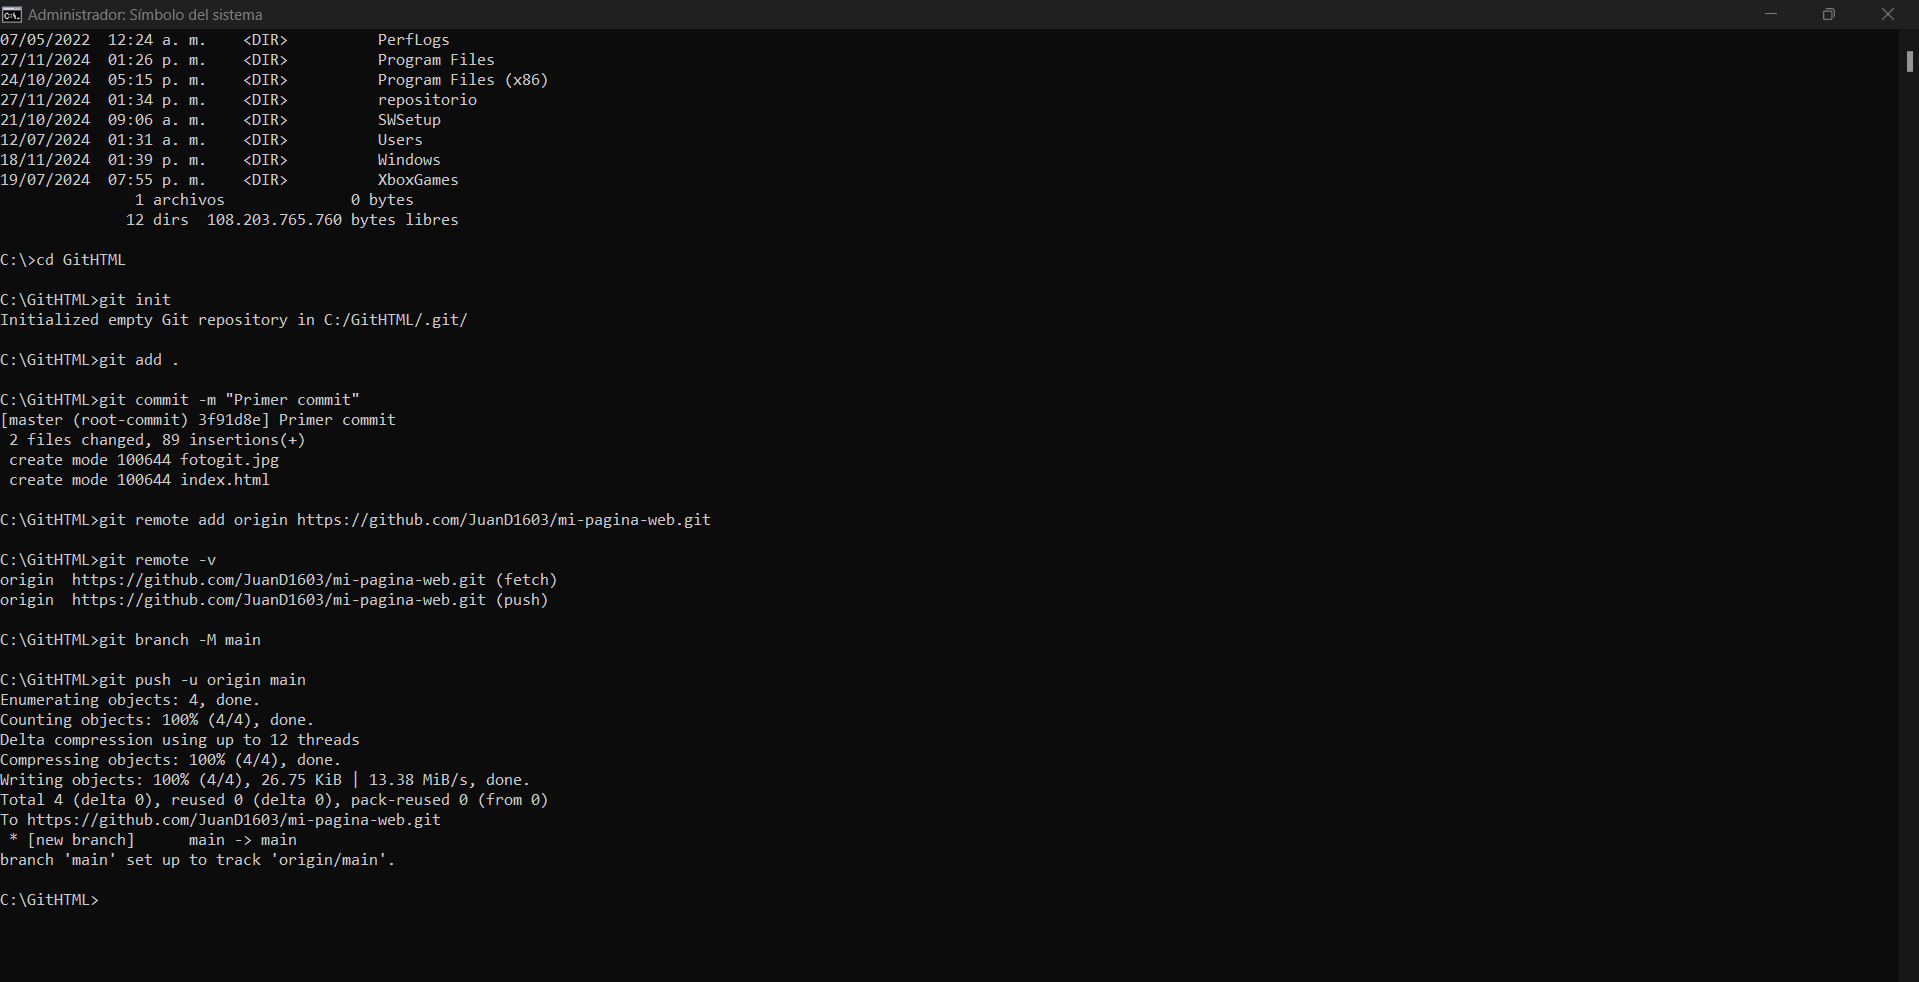 Administrador: Símbolo del sistema
07/05/2022  12:24 a. m.    <DIR>          PerfLogs
27/11/2024  01:26 p. m.    <DIR>          Program Files
24/10/2024  05:15 p. m.    <DIR>          Program Files (x86)
27/11/2024  01:34 p. m.    <DIR>          repositorio
21/10/2024  09:06 a. m.    <DIR>          SWSetup
12/07/2024  01:31 a. m.    <DIR>          Users
18/11/2024  01:39 p. m.    <DIR>          Windows
19/07/2024  07:55 p. m.    <DIR>          XboxGames
               1 archivos              0 bytes
              12 dirs  108.203.765.760 bytes libres
C:\>cd GitHTML
C:\GitHTML>git init
Initialized empty Git repository in C:/GitHTML/.git/
C:\GitHTML>git add .
C:\GitHTML>git commit -m "Primer commit"
[master (root-commit) 3f91d8e] Primer commit
 2 files changed, 89 insertions(+)
 create mode 100644 fotogit.jpg
 create mode 100644 index.html
C:\GitHTML>git remote add origin https://github.com/JuanD1603/mi-pagina-web.git
C:\GitHTML>git remote -v
origin  https://github.com/JuanD1603/mi-pagina-web.git (fetch)
origin  https://github.com/JuanD1603/mi-pagina-web.git (push)
C:\GitHTML>git branch -M main
C:\GitHTML>git push -u origin main
Enumerating objects: 4, done.
Counting objects: 100% (4/4), done.
Delta compression using up to 12 threads
Compressing objects: 100% (4/4), done.
Writing objects: 100% (4/4), 26.75 KiB | 13.38 MiB/s, done.
Total 4 (delta 0), reused 0 (delta 0), pack-reused 0 (from 0)
To https://github.com/JuanD1603/mi-pagina-web.git
 * [new branch]      main -> main
branch 'main' set up to track 'origin/main'.
C:\GitHTML>